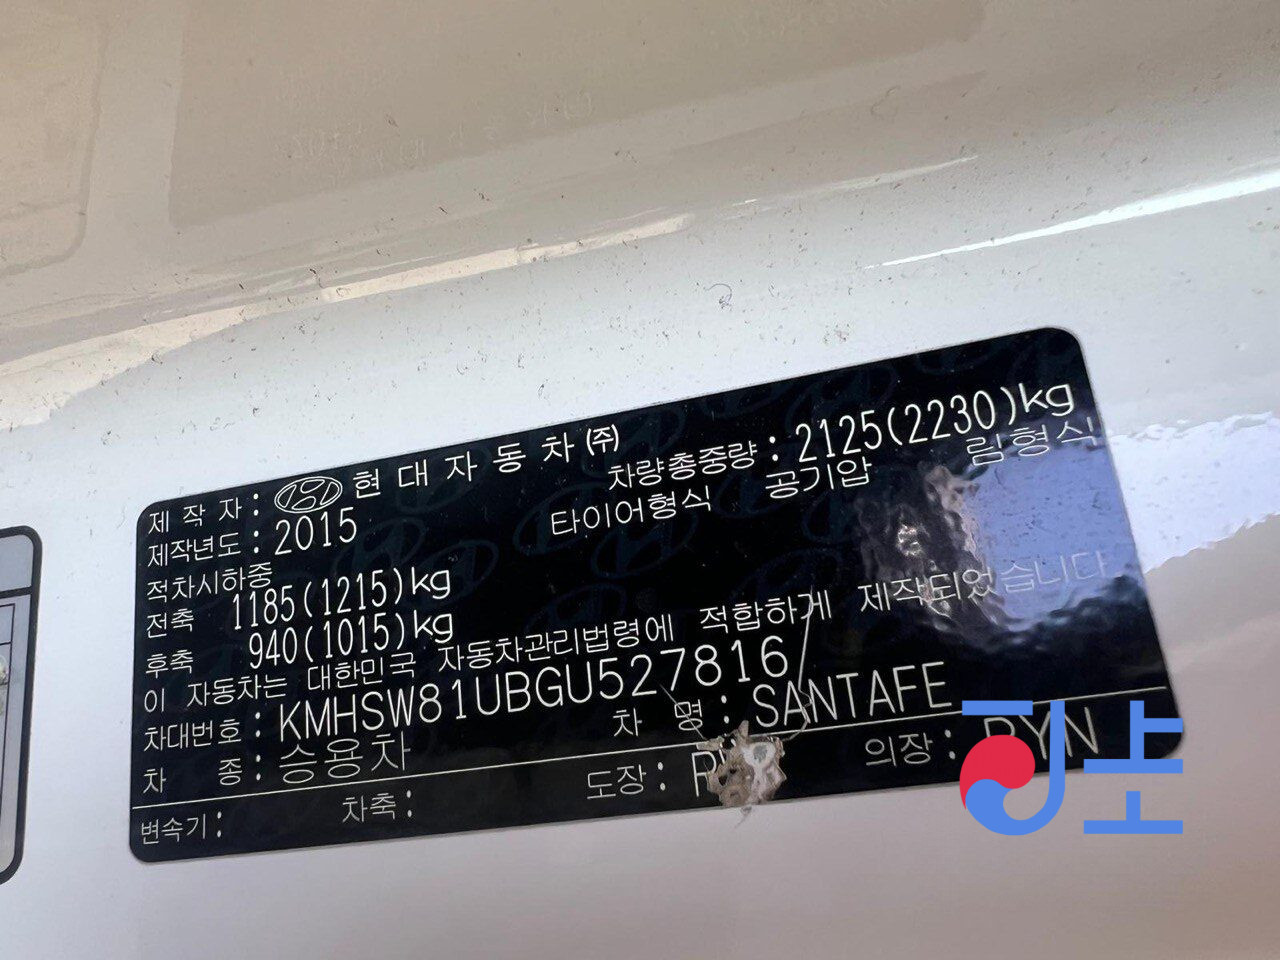 제 작 자 : 현대자동차㈜
제작년도 : 2015
차량총중량 : 2125(2230)kg
적차시하중 타이어형식 공기압 림형식
전축 1185(1215)kg
후축 940(1015)kg
이 자동차는 대한민국 자동차관리법령에 적합하게 제작되었습니다
차대번호 : KMHSW81UBGU527816
차 종 : 승용차 차 명 : SANTAFE
변속기 : 차축 : 도장 : 의장 : RYN